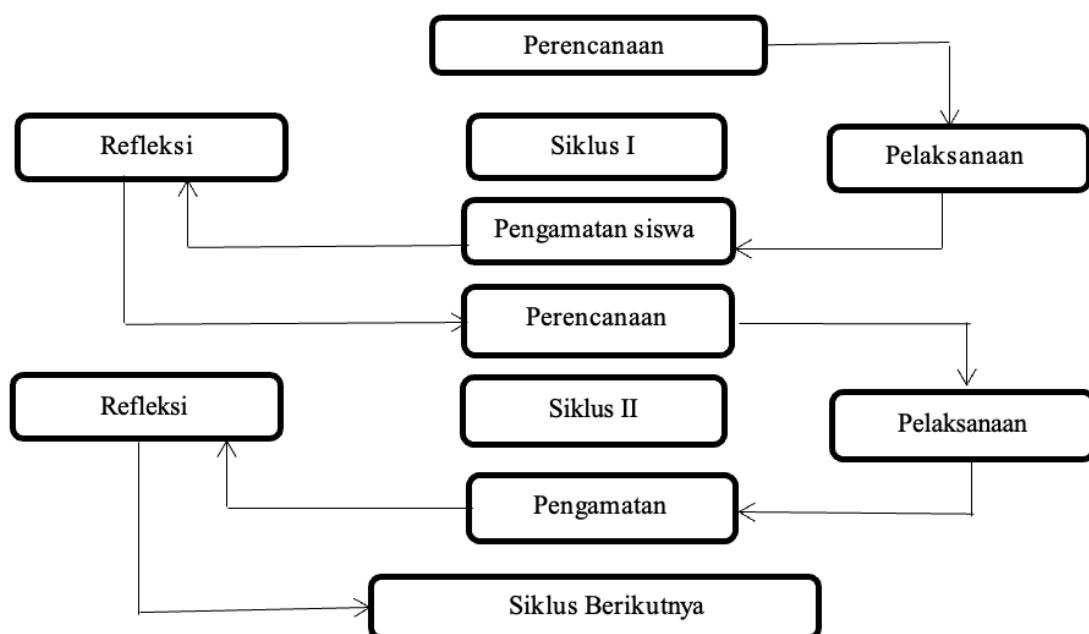 Perencanaan
Refleksi
Siklus I
Pelaksanaan
Pengamatan siswa
Perencanaan
Refleksi
Siklus II
Pelaksanaan
Pengamatan
Siklus Berikutnya